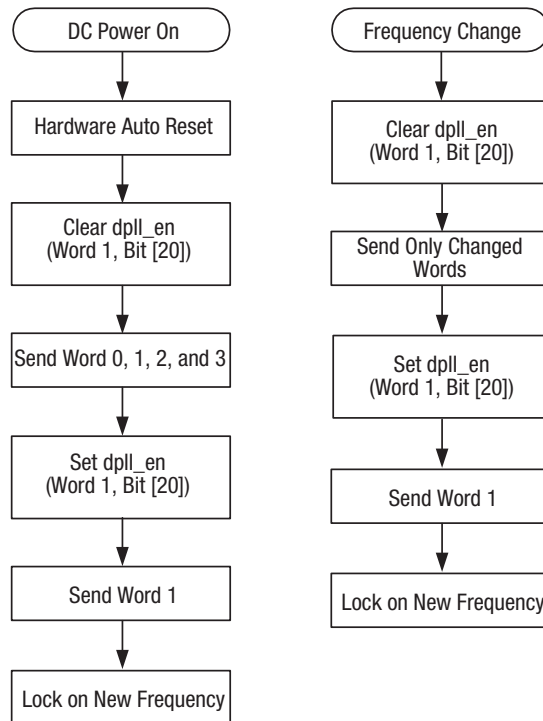 DC Power On
Hardware Auto Reset
Clear dpll_en
(Word 1, Bit [20])
Send Word 0, 1, 2, and 3
Set dpll_en
(Word 1, Bit [20])
Send Word 1
Lock on New Frequency
Frequency Change
Clear dpll_en
(Word 1, Bit [20])
Send Only Changed
Words
Set dpll_en
(Word 1, Bit [20])
Send Word 1
Lock on New Frequency